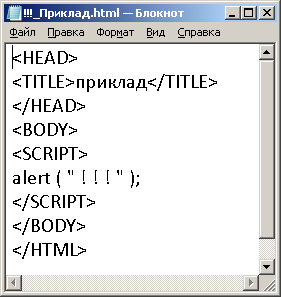 !!!_Приклад.html — Блокнот
Файл Правка Формат Вид Справка
<HEAD>
<TITLE>приклад</TITLE>
</HEAD>
<BODY>
<SCRIPT>
alert ( " ! ! ! " );
</SCRIPT>
</BODY>
</HTML>